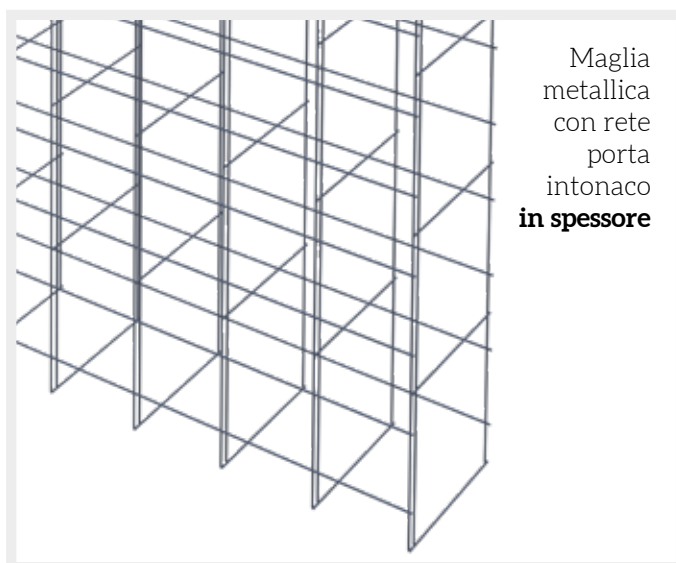 Maglia
metallica
con rete
porta
intonaco
in spessore